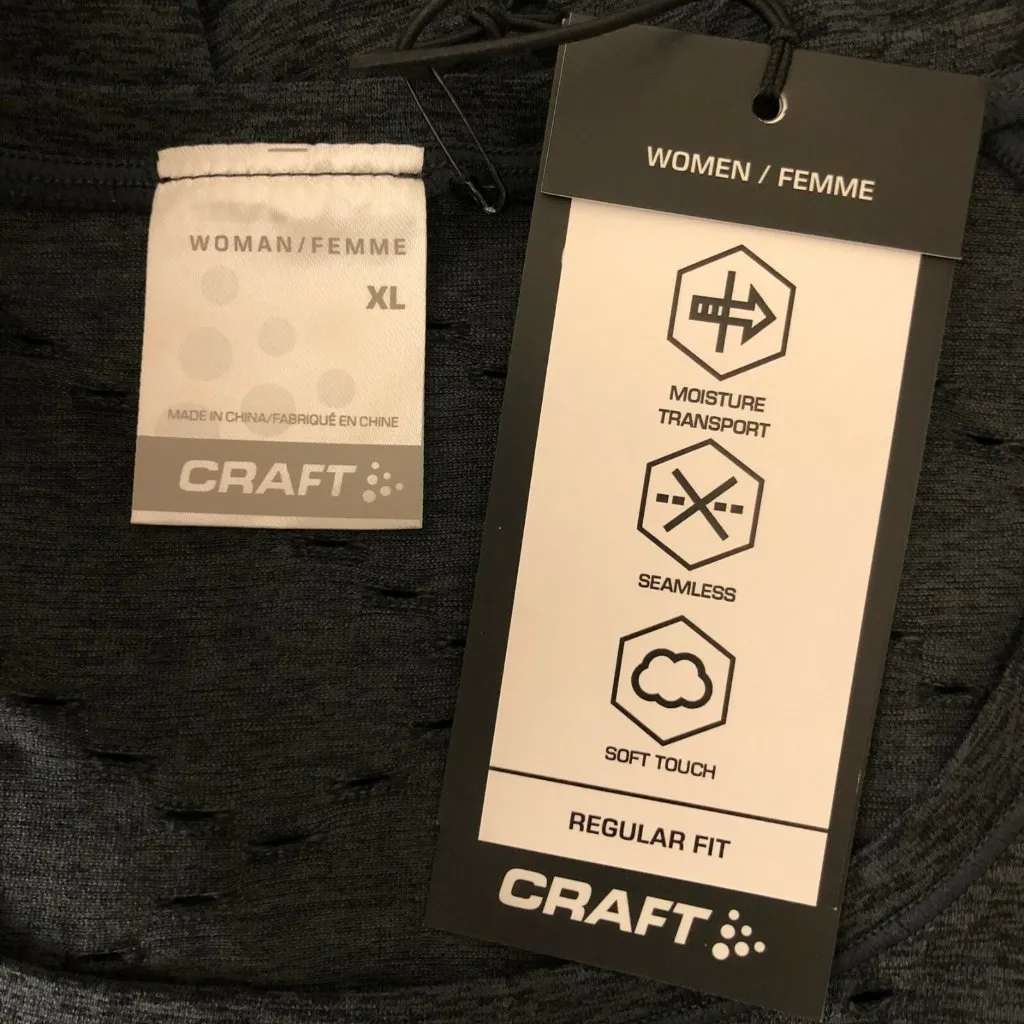 WOMAN/FEMME
XL
MADE IN CHINA/FABRIQUÉ EN CHINE
CRAFT
WOMEN / FEMME
MOISTURE
TRANSPORT
SEAMLESS
SOFT TOUCH
REGULAR FIT
CRAFT